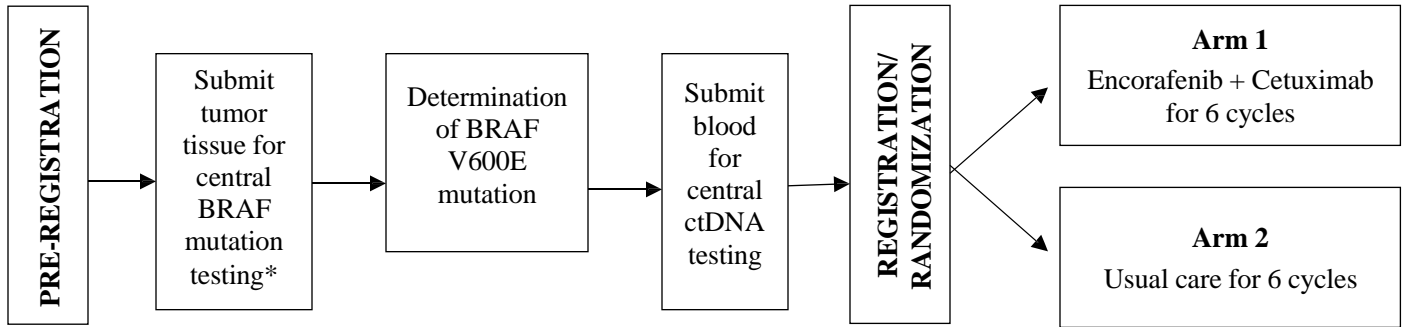 PRE-REGISTRATION
Submit
tumor
tissue for
central
BRAF
mutation
testing*
Determination
of BRAF
V600E
mutation
Submit
blood
for
central
ctDNA
testing
REGISTRATION/
RANDOMIZATION
Arm 1
Encorafenib + Cetuximab
for 6 cycles
Arm 2
Usual care for 6 cycles